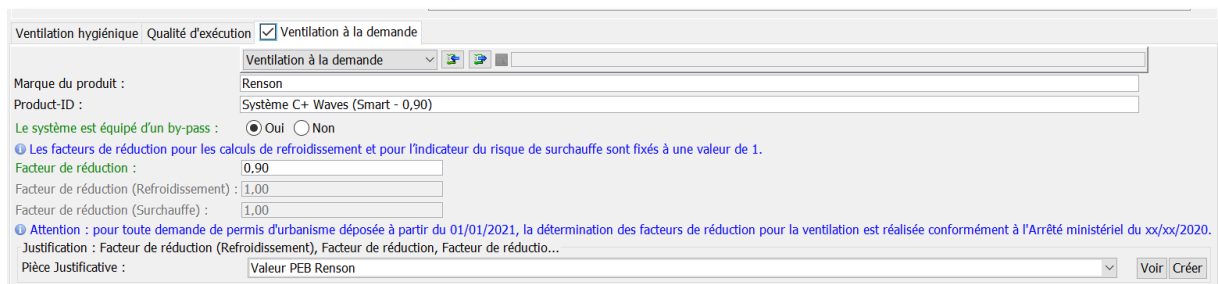 Ventilation hygiénique Qualité d'exécution Ventilation à la demande
Ventilation à la demande
Marque du produit : Renson
Product-ID : Système C+ Waves (Smart - 0,90)
Le système est équipé d'un by-pass : Oui Non
Les facteurs de réduction pour les calculs de refroidissement et pour l'indicateur du risque de surchauffe sont fixés à une valeur de 1.
Facteur de réduction : 0,90
Facteur de réduction (Refroidissement) : 1,00
Facteur de réduction (Surchauffe) : 1,00
Attention : pour toute demande de permis d'urbanisme déposée à partir du 01/01/2021, la détermination des facteurs de réduction pour la ventilation est réalisée conformément à l'Arrêté ministériel du xx/xx/2020.
Justification : Facteur de réduction (Refroidissement), Facteur de réduction, Facteur de réductio...
Pièce Justificative : Valeur PEB Renson Voir Créer